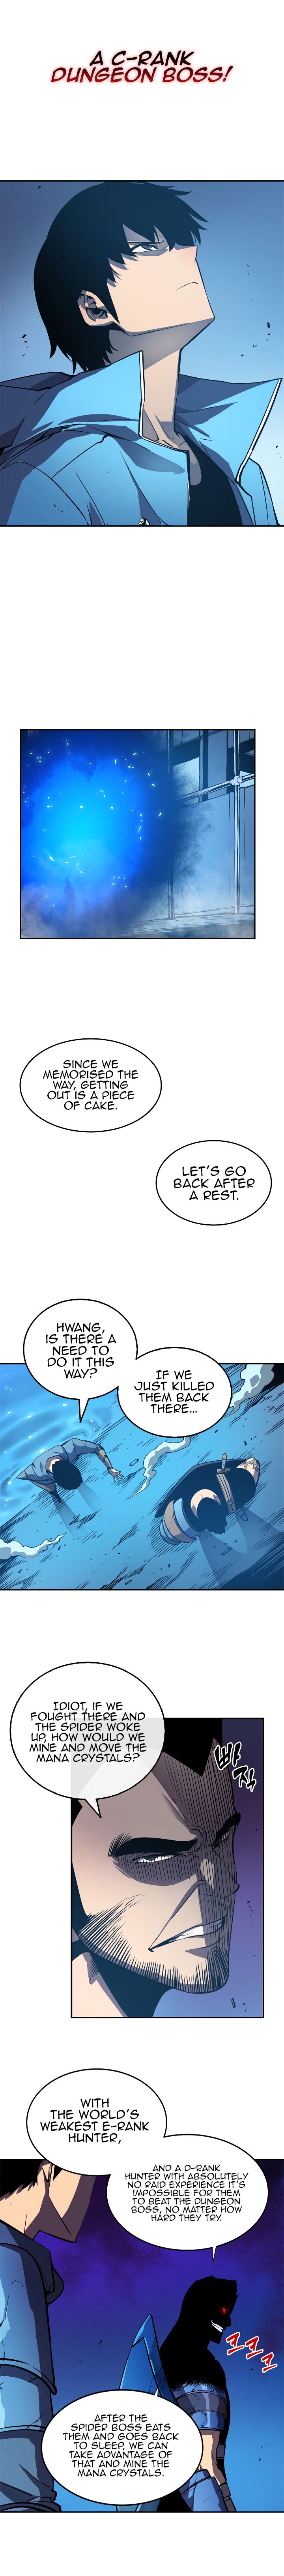 A C-RANK
DUNGEON BOSS!
SINCE WE
MEMORISED THE
WAY, GETTING
OUT IS A PIECE
OF CAKE.
LET'S GO
BACK AFTER
A REST.
HWANG,
IS THERE A
NEED TO
DO IT THIS
WAY?
IF WE
JUST KILLED
THEM BACK
THERE...
IDIOT, IF WE
FOUGHT THERE AND
THE SPIDER WOKE
UP, HOW WOULD WE
MINE AND MOVE THE
MANA CRYSTALS?
빠직
WITH
THE WORLD'S
WEAKEST E-RANK
HUNTER,
AND A D-RANK
HUNTER WITH ABSOLUTELY
NO RAID EXPERIENCE IT'S
IMPOSSIBLE FOR THEM
TO BEAT THE DUNGEON
BOSS, NO MATTER HOW
HARD THEY TRY.
크크크
AFTER THE
SPIDER BOSS EATS
THEM AND GOES BACK
TO SLEEP, WE CAN
TAKE ADVANTAGE OF
THAT AND MINE THE
MANA CRYSTALS.